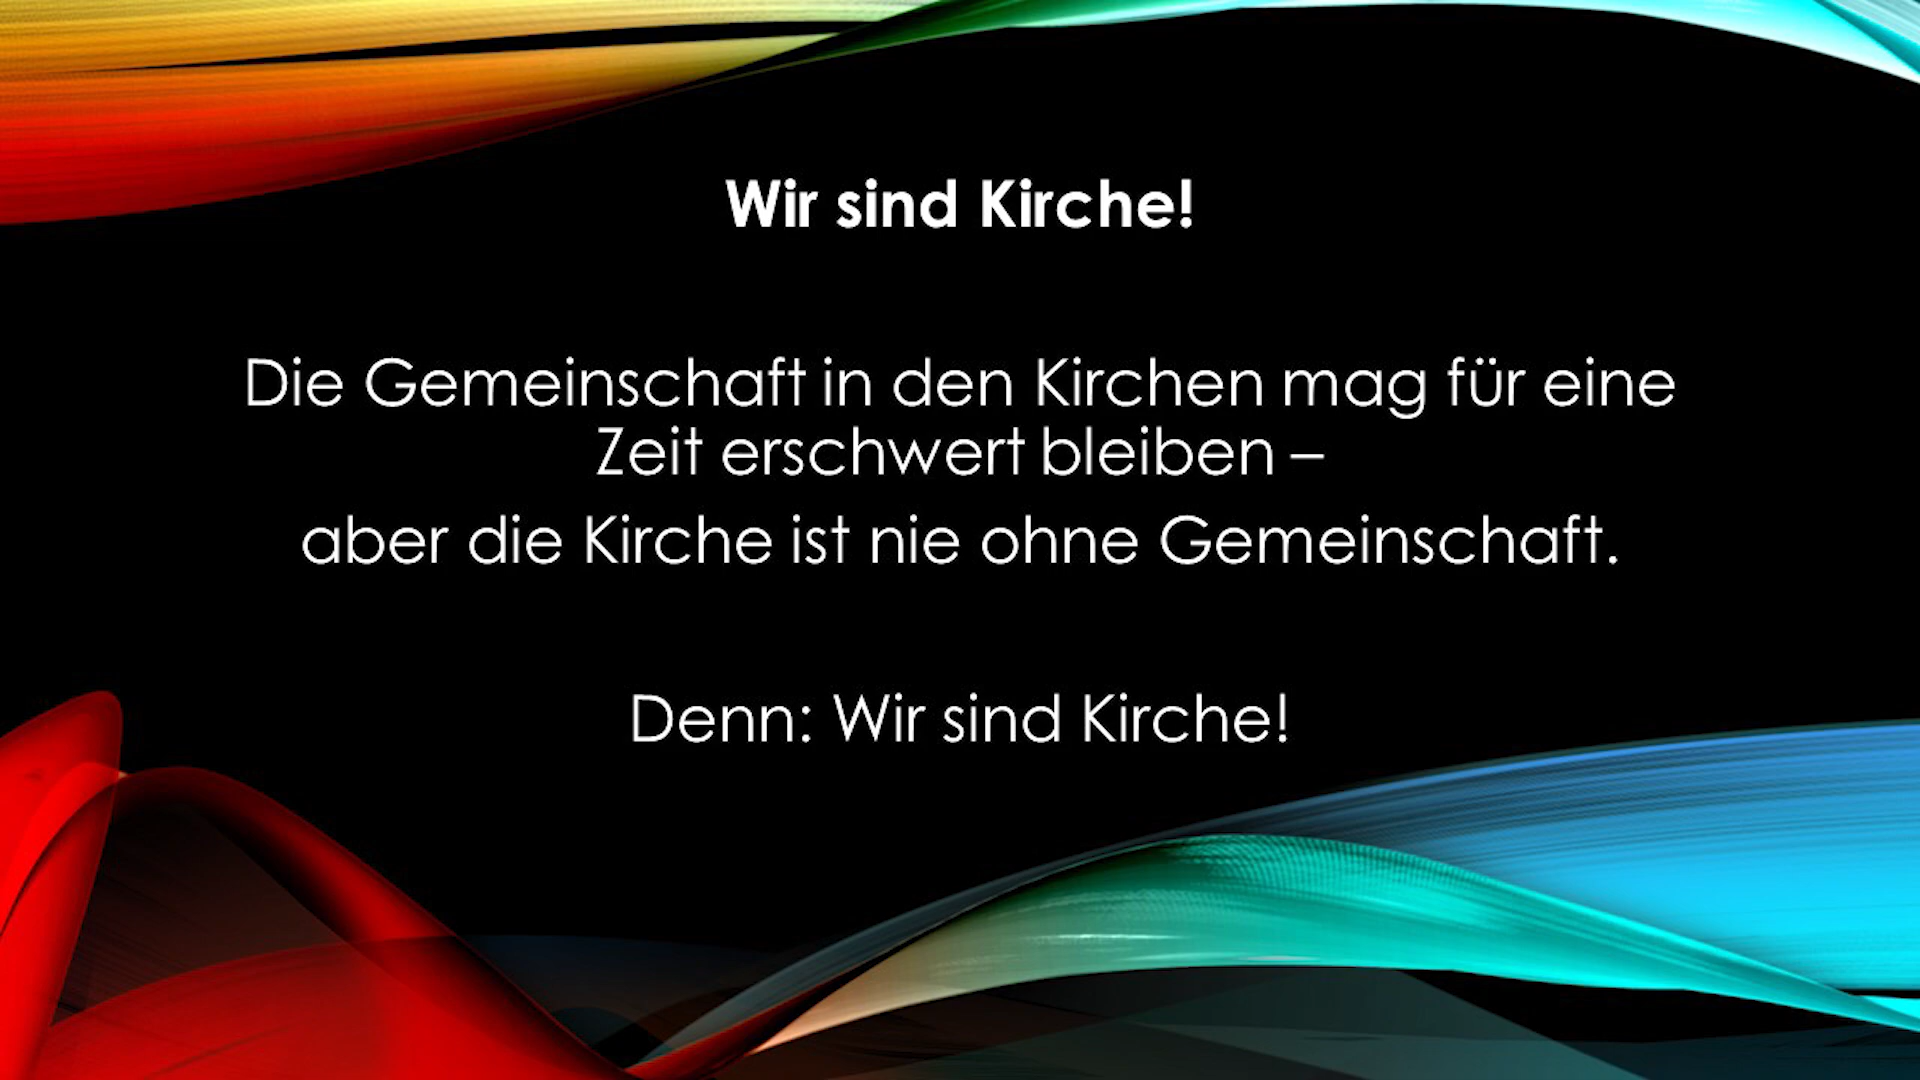 Wir sind Kirche!
Die Gemeinschaft in den Kirchen mag für eine
Zeit erschwert bleiben –
aber die Kirche ist nie ohne Gemeinschaft.
Denn: Wir sind Kirche!